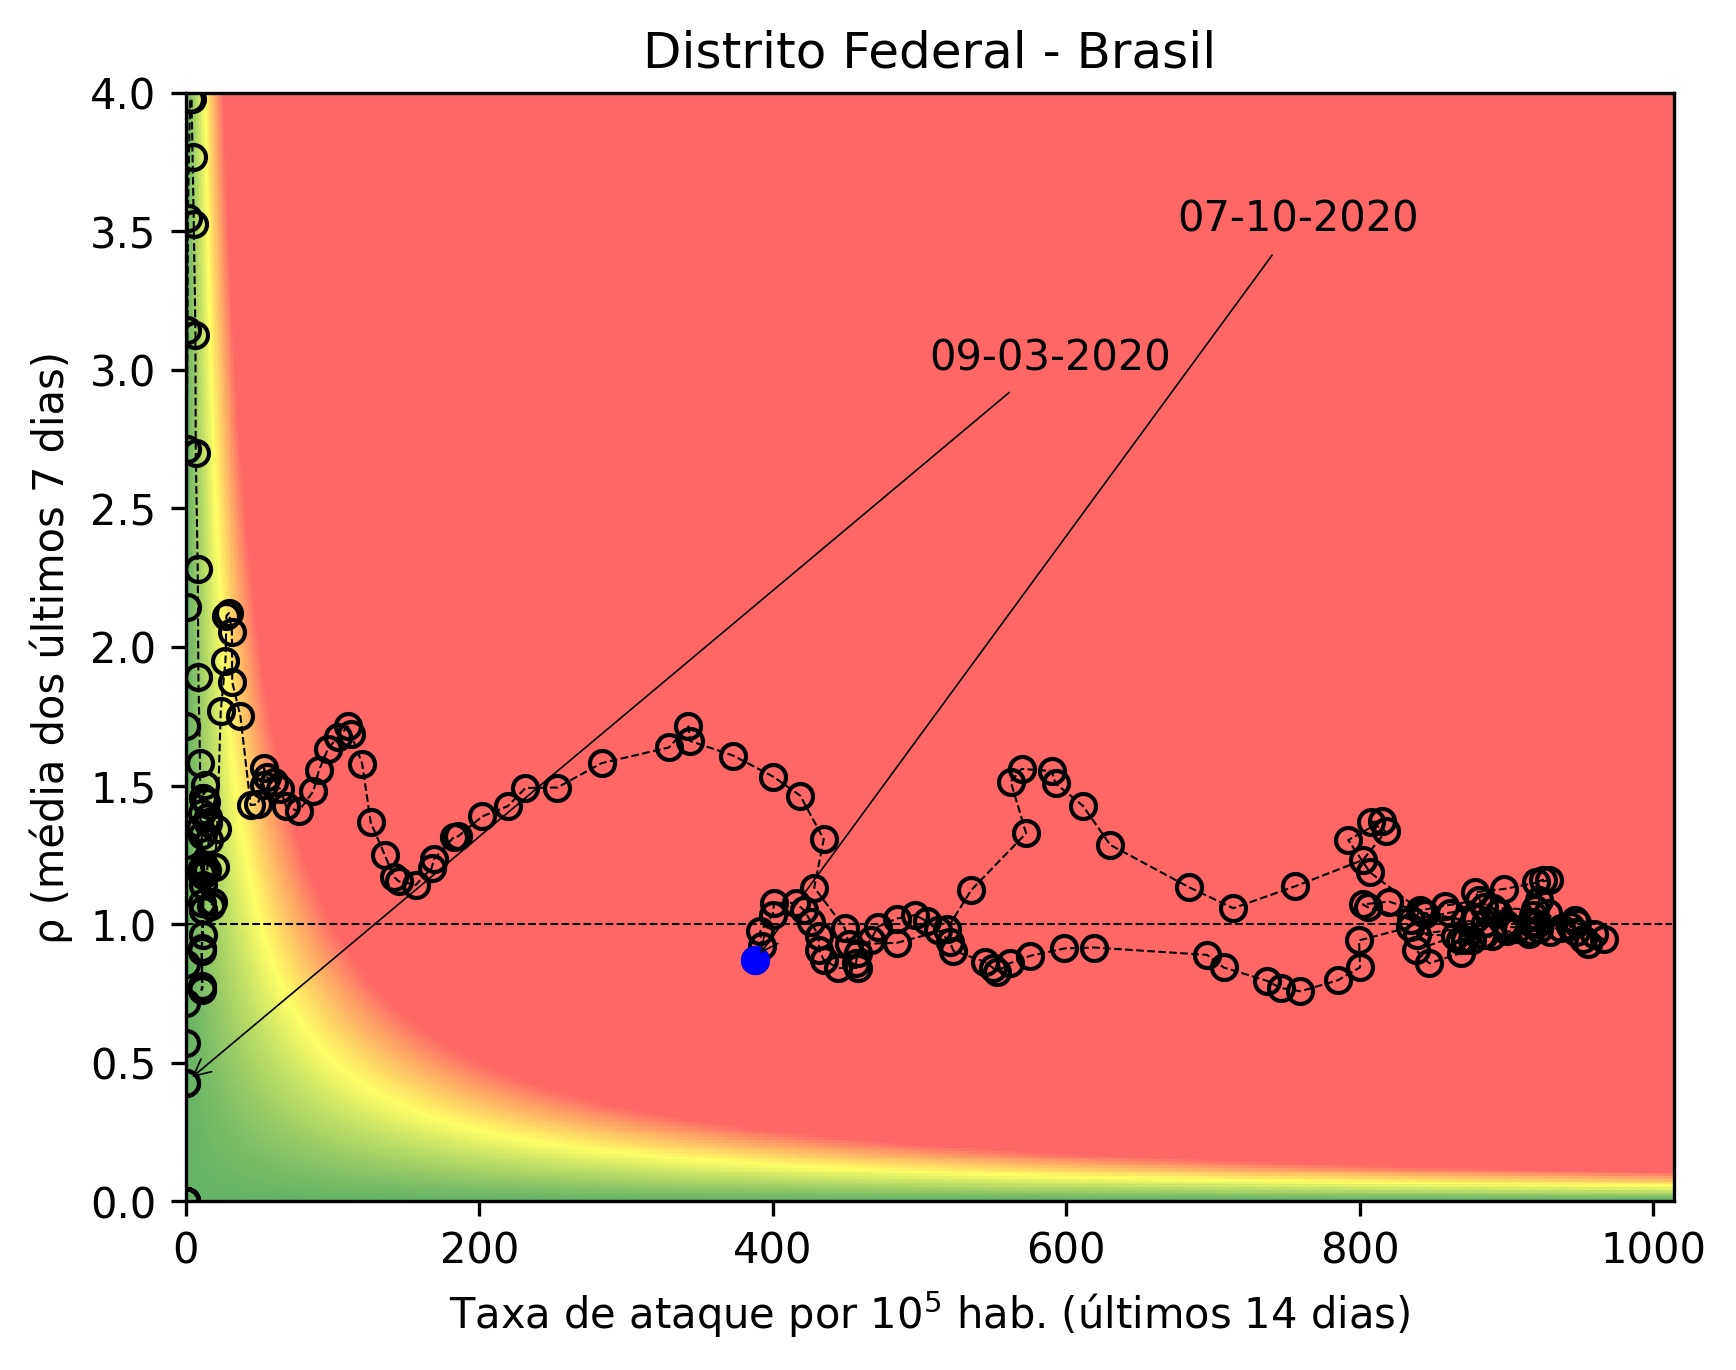 Distrito Federal - Brasil
4.0
3.5
3.0
2.5
2.0
1.5
1.0
0.5
0.0
ρ (média dos últimos 7 dias)
07-10-2020
09-03-2020
0 200 400 600 800 1000
Taxa de ataque por 10⁵ hab. (últimos 14 dias)